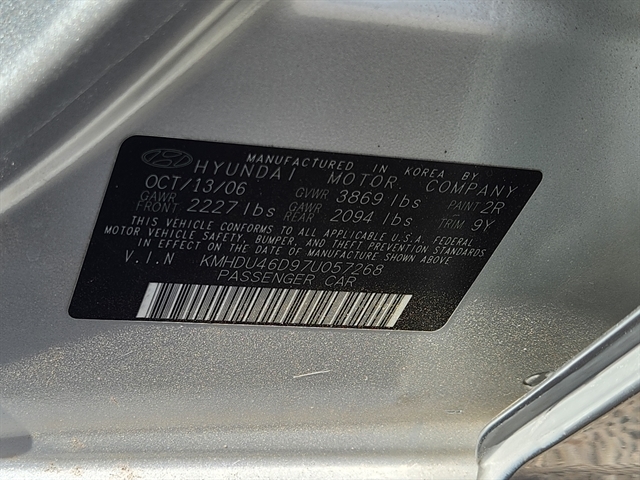 MANUFACTURED IN KOREA BY
HYUNDAI MOTOR COMPANY
OCT/13/06 GVWR 3869 lbs PAINT 2R
GAWR FRONT 2227 lbs GAWR REAR 2094 lbs TRIM 9Y
THIS VEHICLE CONFORMS TO ALL APPLICABLE U.S.A. FEDERAL
MOTOR VEHICLE SAFETY, BUMPER, AND THEFT PREVENTION STANDARDS
IN EFFECT ON THE DATE OF MANUFACTURE SHOWN ABOVE
V.I.N KMHDU46D97U057268
PASSENGER CAR